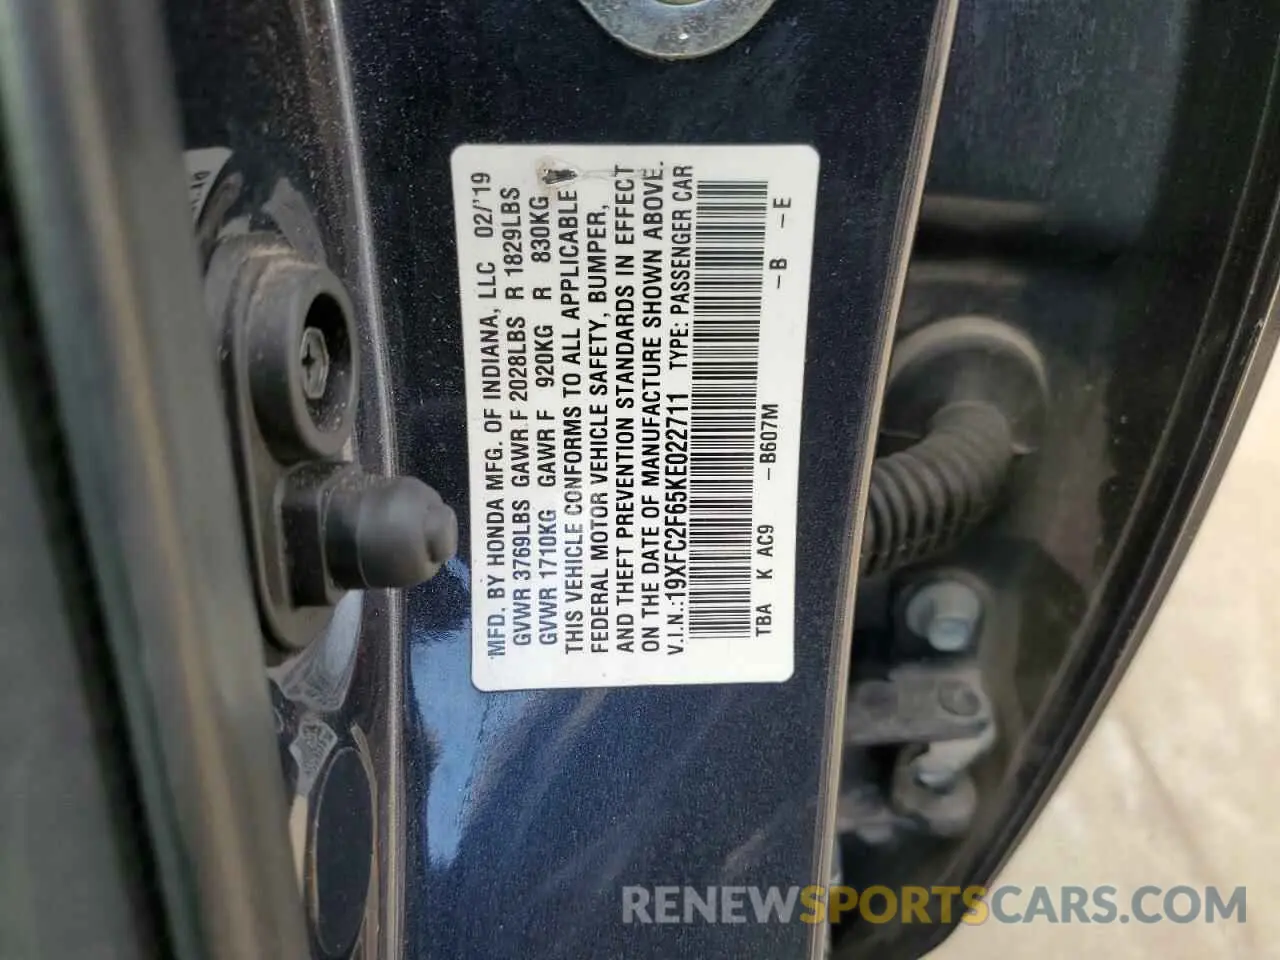 MFD. BY HONDA MFG. OF INDIANA, LLC 02/'19
GVWR 3769LBS GAWR F 2028LBS R 1829LBS
GVWR 1710KG GAWR F 920KG R 830KG
THIS VEHICLE CONFORMS TO ALL APPLICABLE
FEDERAL MOTOR VEHICLE SAFETY, BUMPER,
AND THEFT PREVENTION STANDARDS IN EFFECT
ON THE DATE OF MANUFACTURE SHOWN ABOVE.
V.I.N.:19XFC2F65KE022711 TYPE: PASSENGER CAR
TBA K AC9 -B607M -B -E
RENEWSPORTSCARS.COM